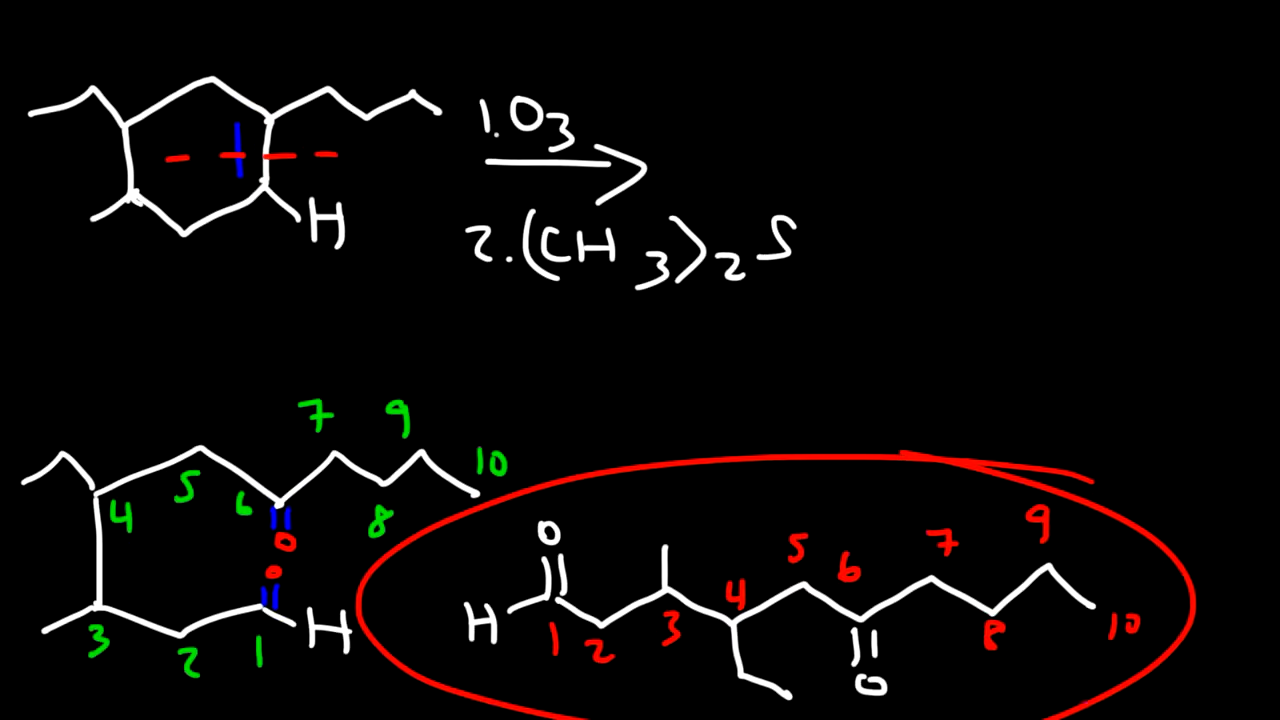 1. O3
H
2. (CH3)2S
7 9
10
4 5 6 8
O
O
H
3 2 1
O
H
1 2 3 4 5 6 7 8 9 10
O